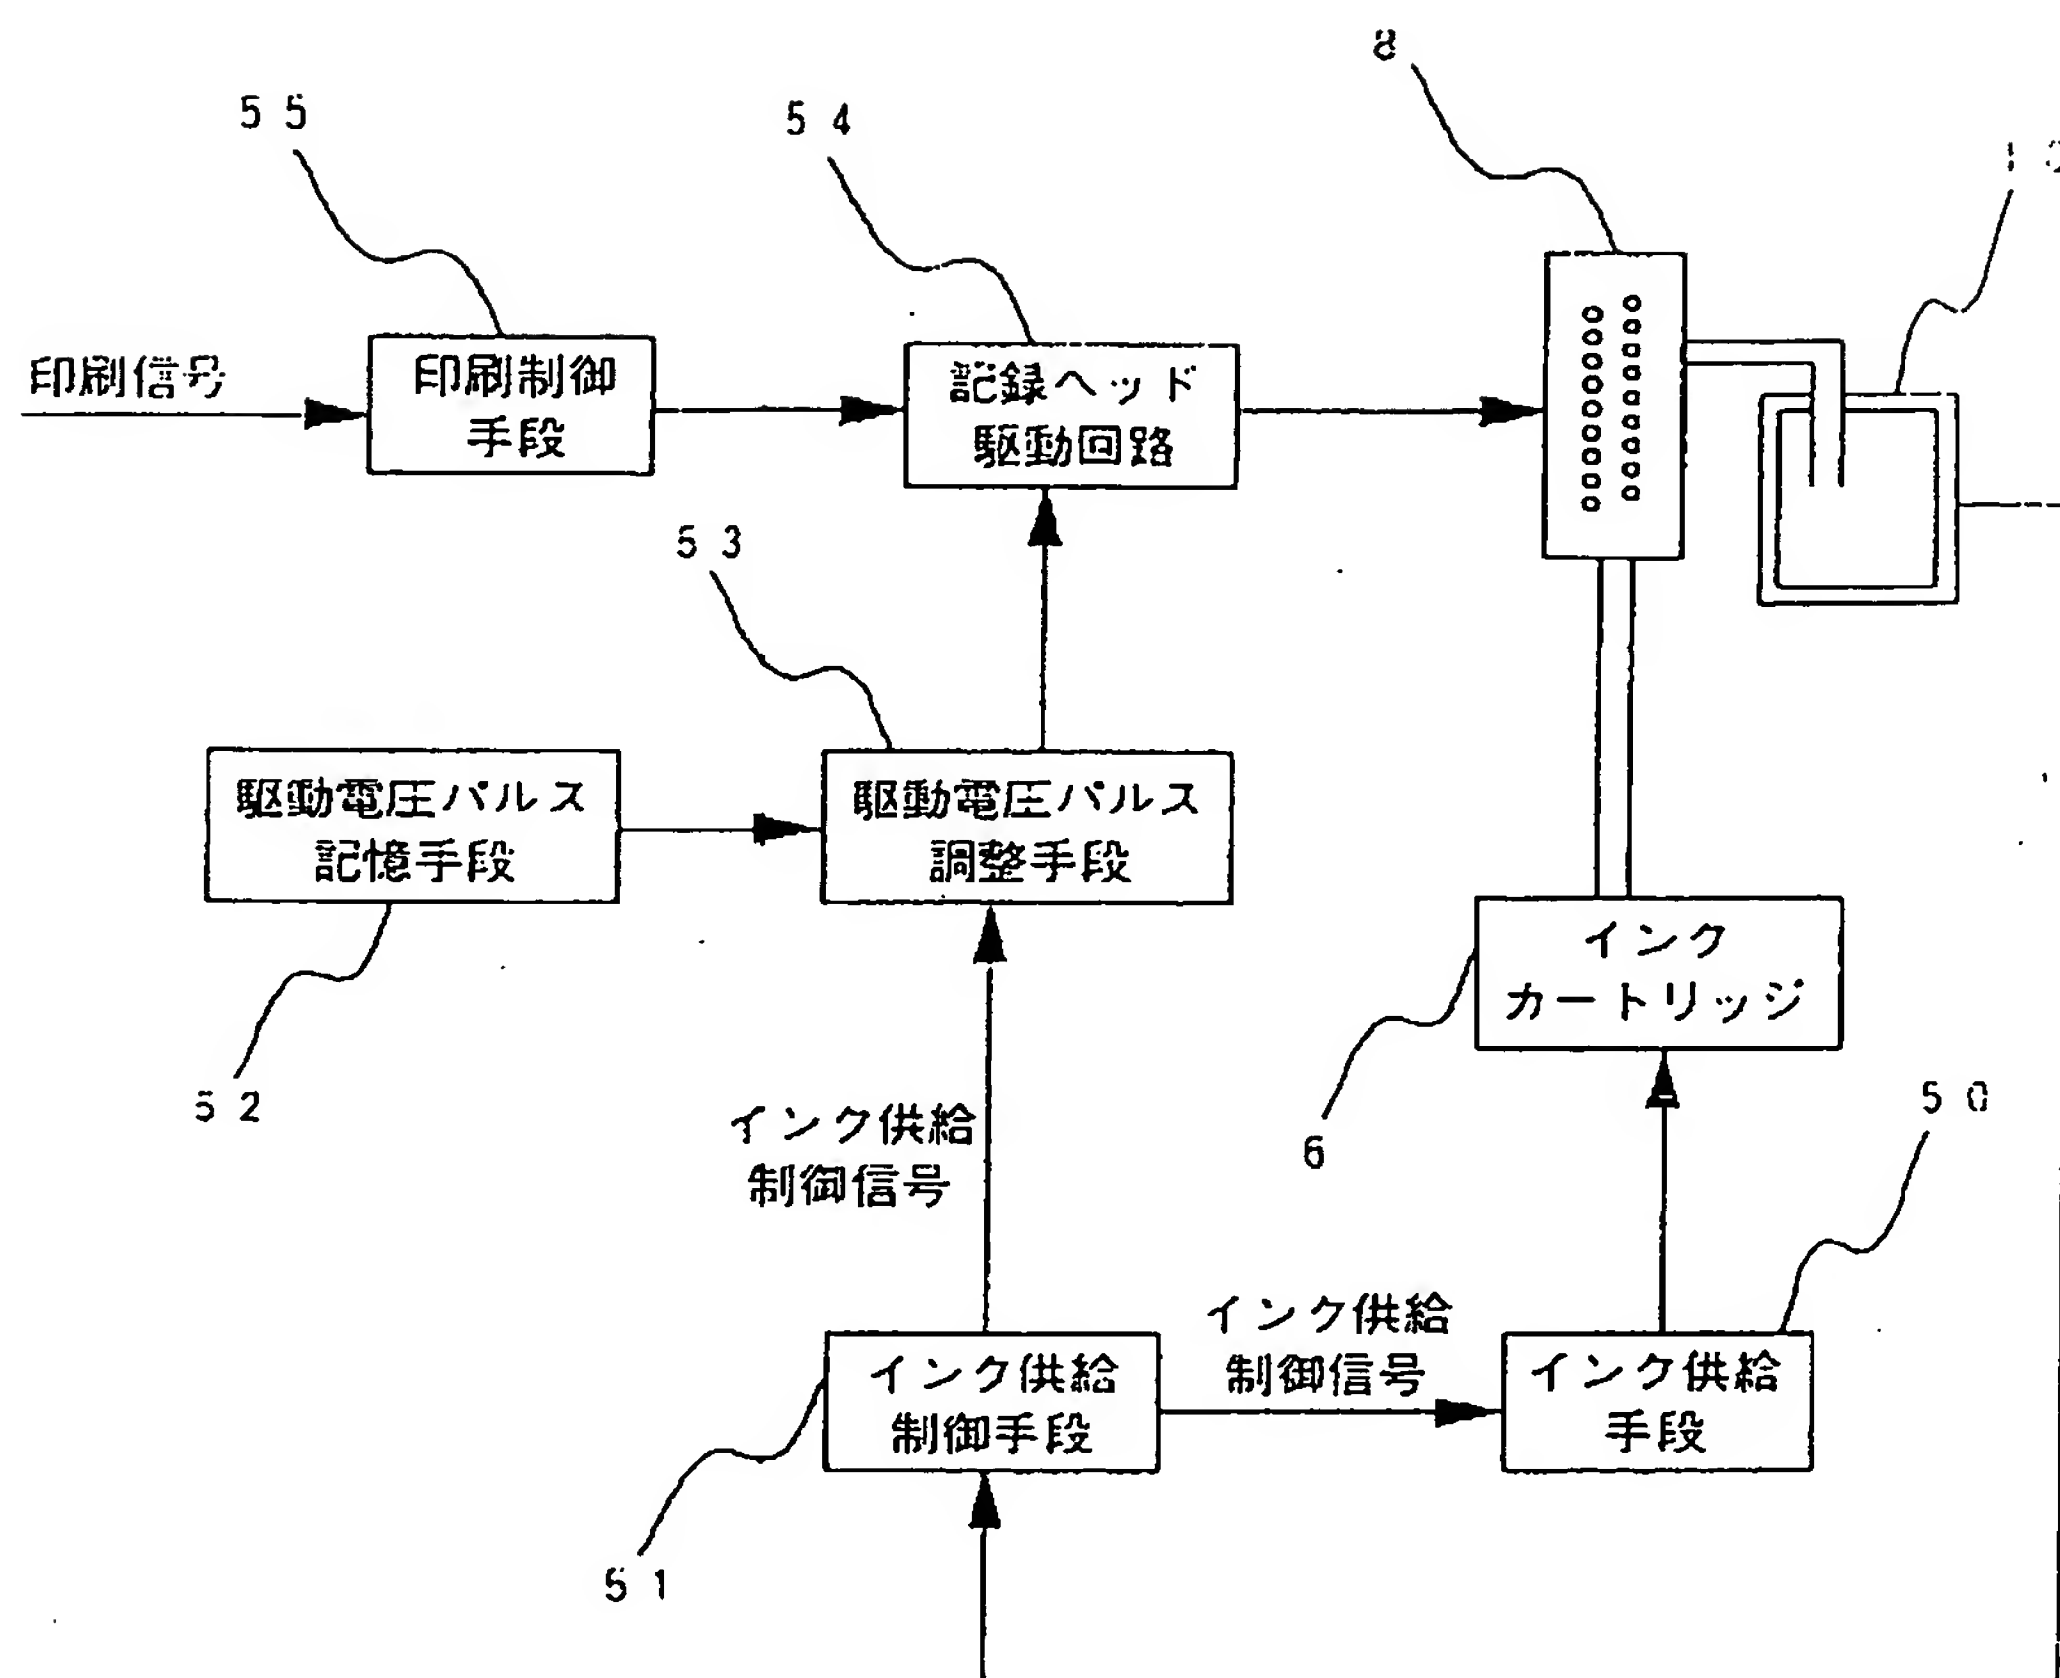 8
55
54
印刷信号
印刷制御
手段
記録ヘッド
駆動回路
53
駆動電圧パルス
記憶手段
駆動電圧パルス
調整手段
インク
カートリッジ
52
インク供給
制御信号
6
50
インク供給
制御手段
インク供給
制御信号
インク供給
手段
51